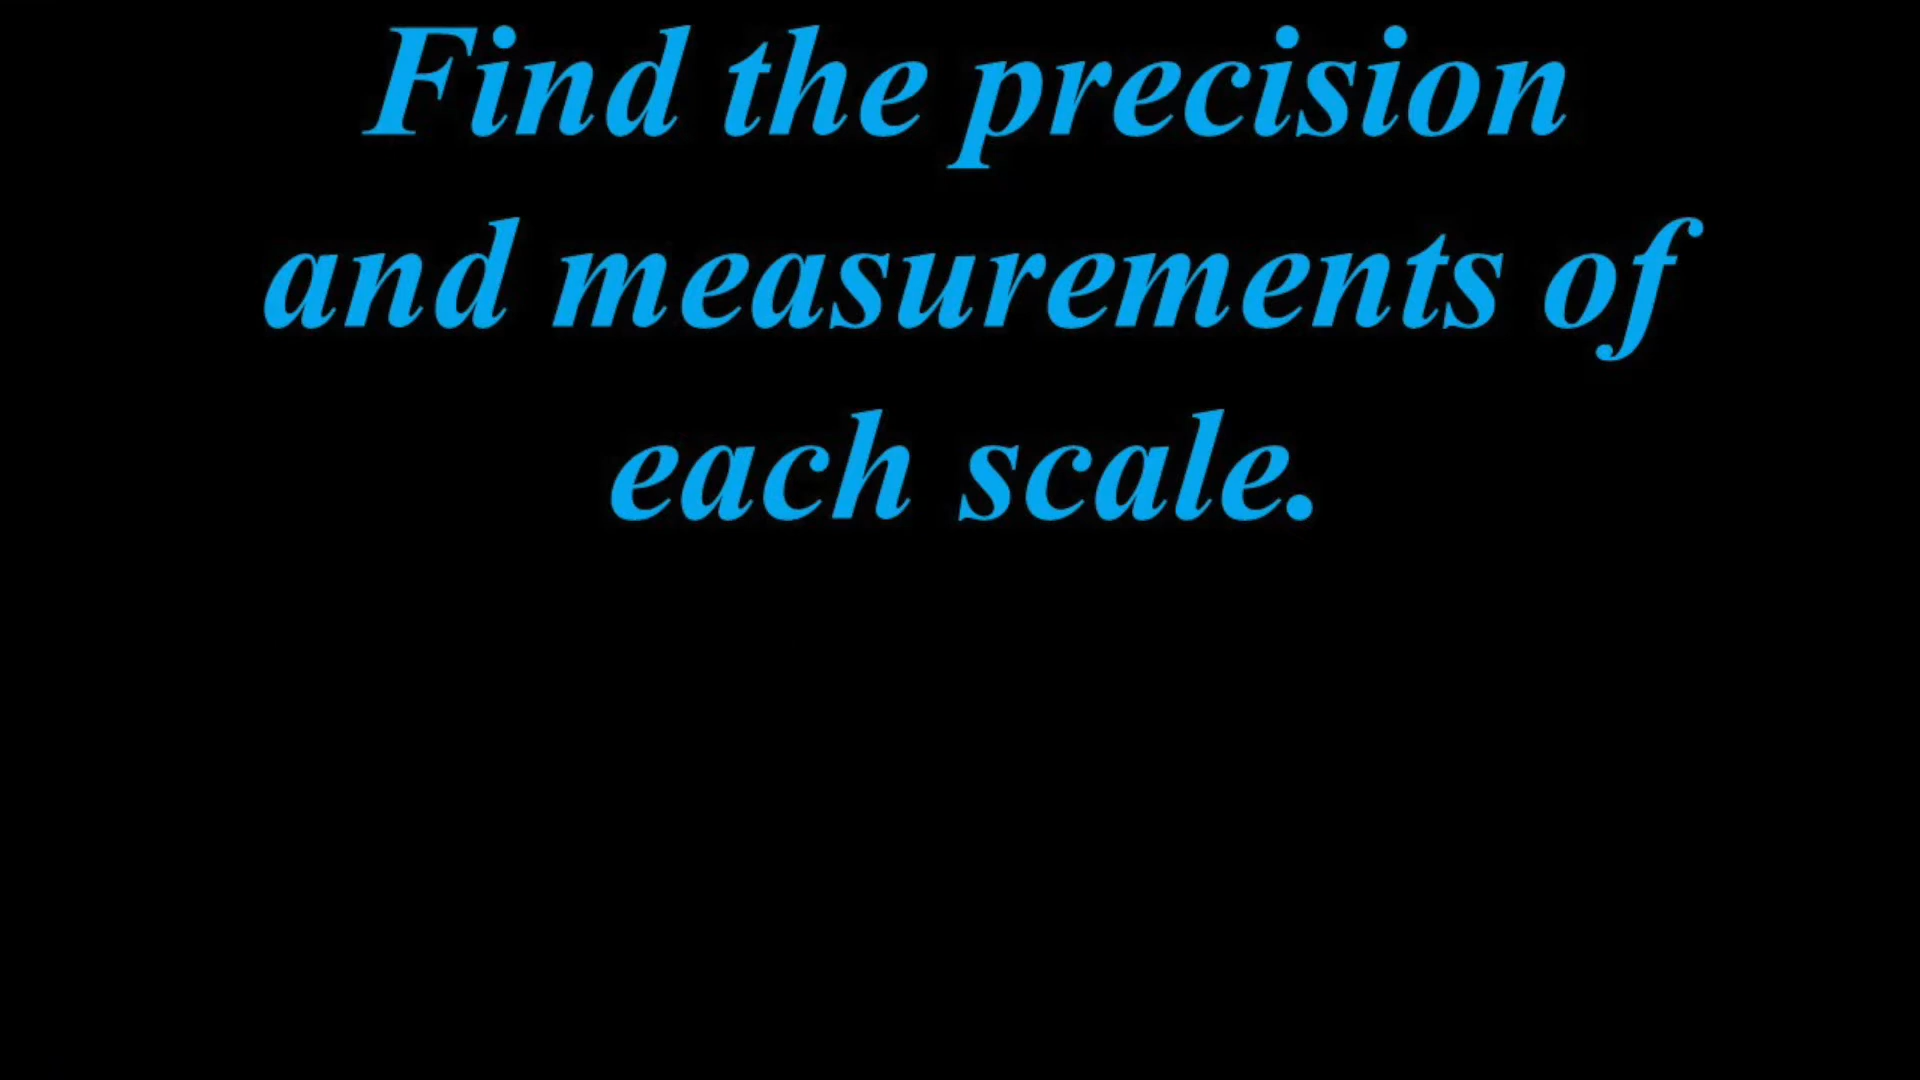 Find the precision
and measurements of
each scale.